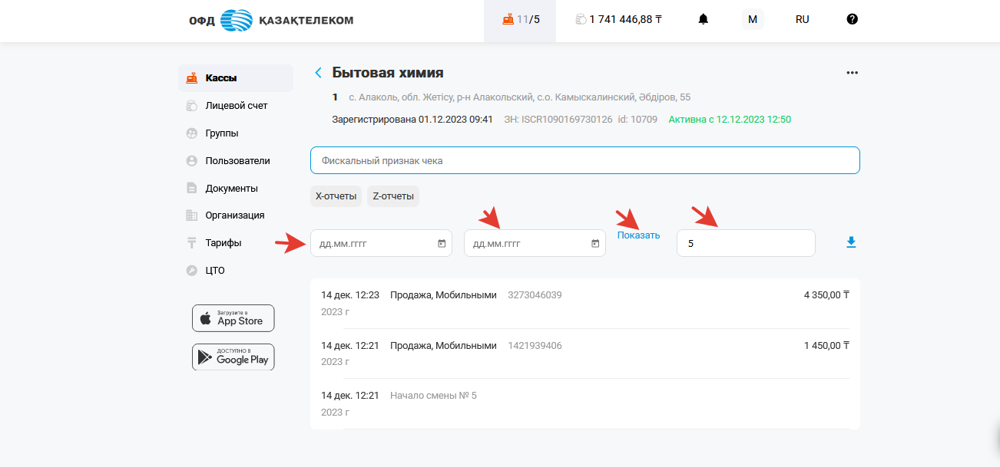 ОФД ҚАЗАҚТЕЛЕКОМ 11/5 1 741 446,88 ₸ M RU ?
Кассы
Лицевой счет
Группы
Пользователи
Документы
Организация
Тарифы
ЦТО
Загрузите в
App Store
ДОСТУПНО В
Google Play
Бытовая химия
1 с. Алаколь, обл. Жетісу, р-н Алакольский, с.о. Камыскалинский, Әбдіров, 55
Зарегистрирована 01.12.2023 09:41 ЗН: ISCR1090169730126 id: 10709 Активна с 12.12.2023 12:50
Фискальный признак чека
X-отчеты Z-отчеты
дд.мм.гггг дд.мм.гггг Показать 5
14 дек. 12:23 Продажа, Мобильными 3273046039 4 350,00 ₸
2023 г
14 дек. 12:21 Продажа, Мобильными 1421939406 1 450,00 ₸
2023 г
14 дек. 12:21 Начало смены № 5
2023 г